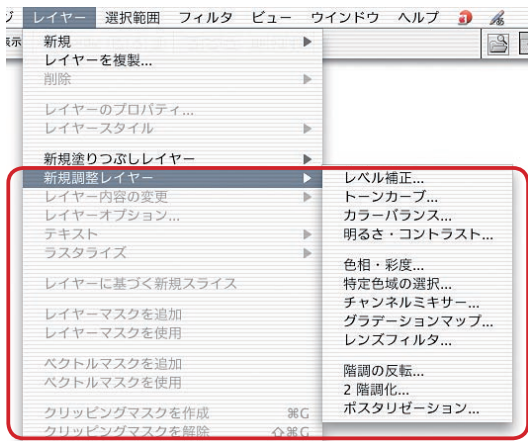 ジ レイヤー 選択範囲 フィルタ ビュー ウインドウ ヘルプ
表示
新規
レイヤーを複製...
削除
レイヤーのプロパティ...
レイヤースタイル
新規塗りつぶしレイヤー
新規調整レイヤー
レイヤー内容の変更
レイヤーオプション...
テキスト
ラスタライズ
レイヤーに基づく新規スライス
レイヤーマスクを追加
レイヤーマスクを使用
ベクトルマスクを追加
ベクトルマスクを使用
クリッピングマスクを作成 ⌘G
クリッピングマスクを解除 ⇧⌘G
レベル補正...
トーンカーブ...
カラーバランス...
明るさ・コントラスト...
色相・彩度...
特定色域の選択...
チャンネルミキサー...
グラデーションマップ...
レンズフィルタ...
階調の反転...
2 階調化...
ポスタリゼーション...